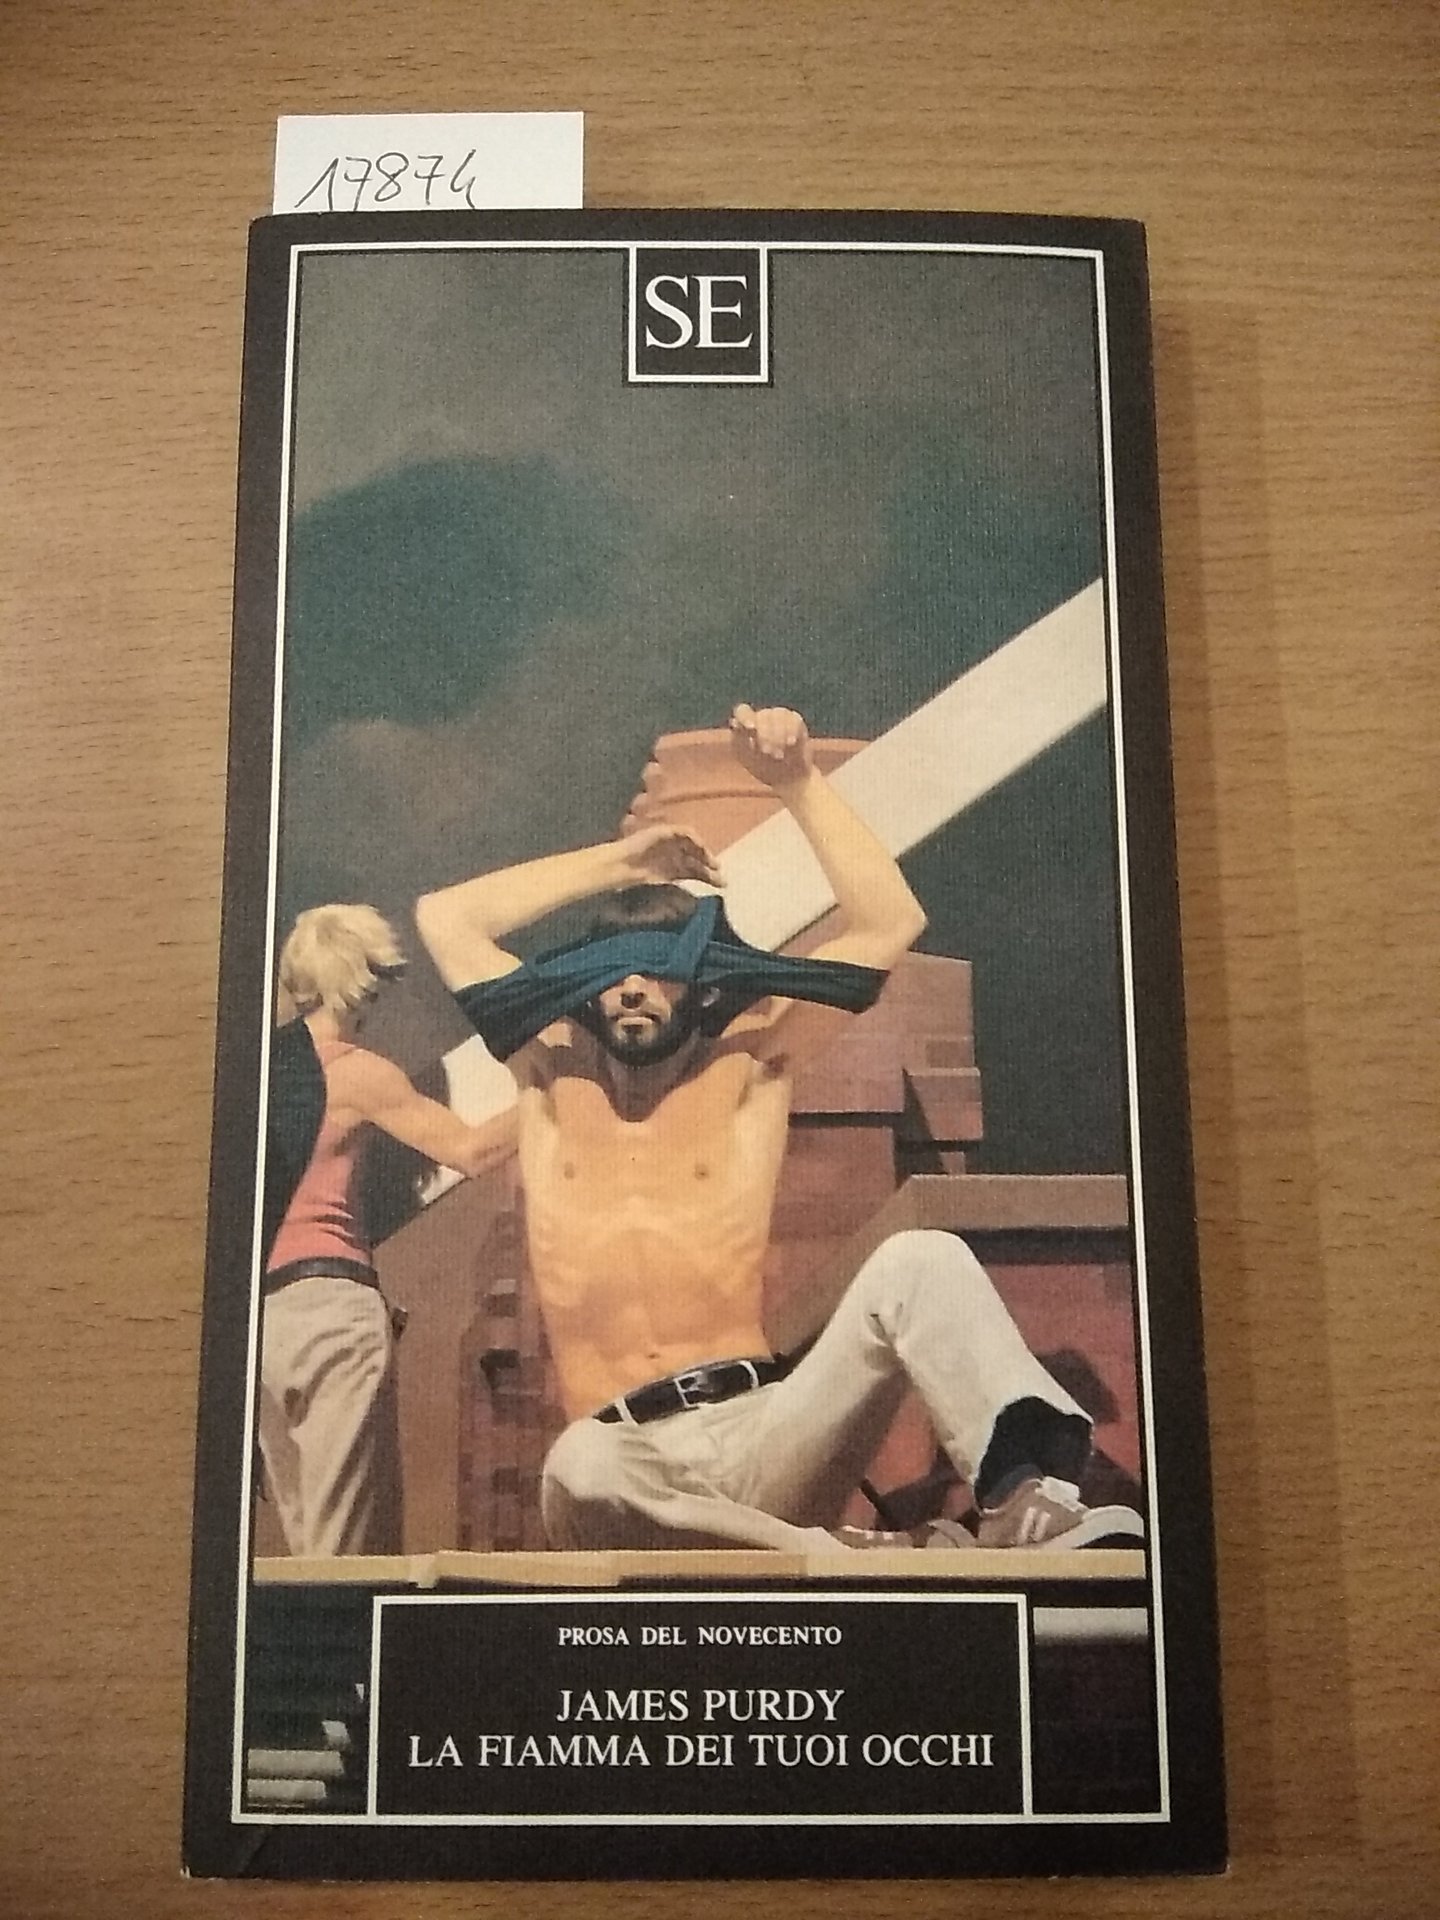 17874
SE
PROSA DEL NOVECENTO
JAMES PURDY
LA FIAMMA DEI TUOI OCCHI